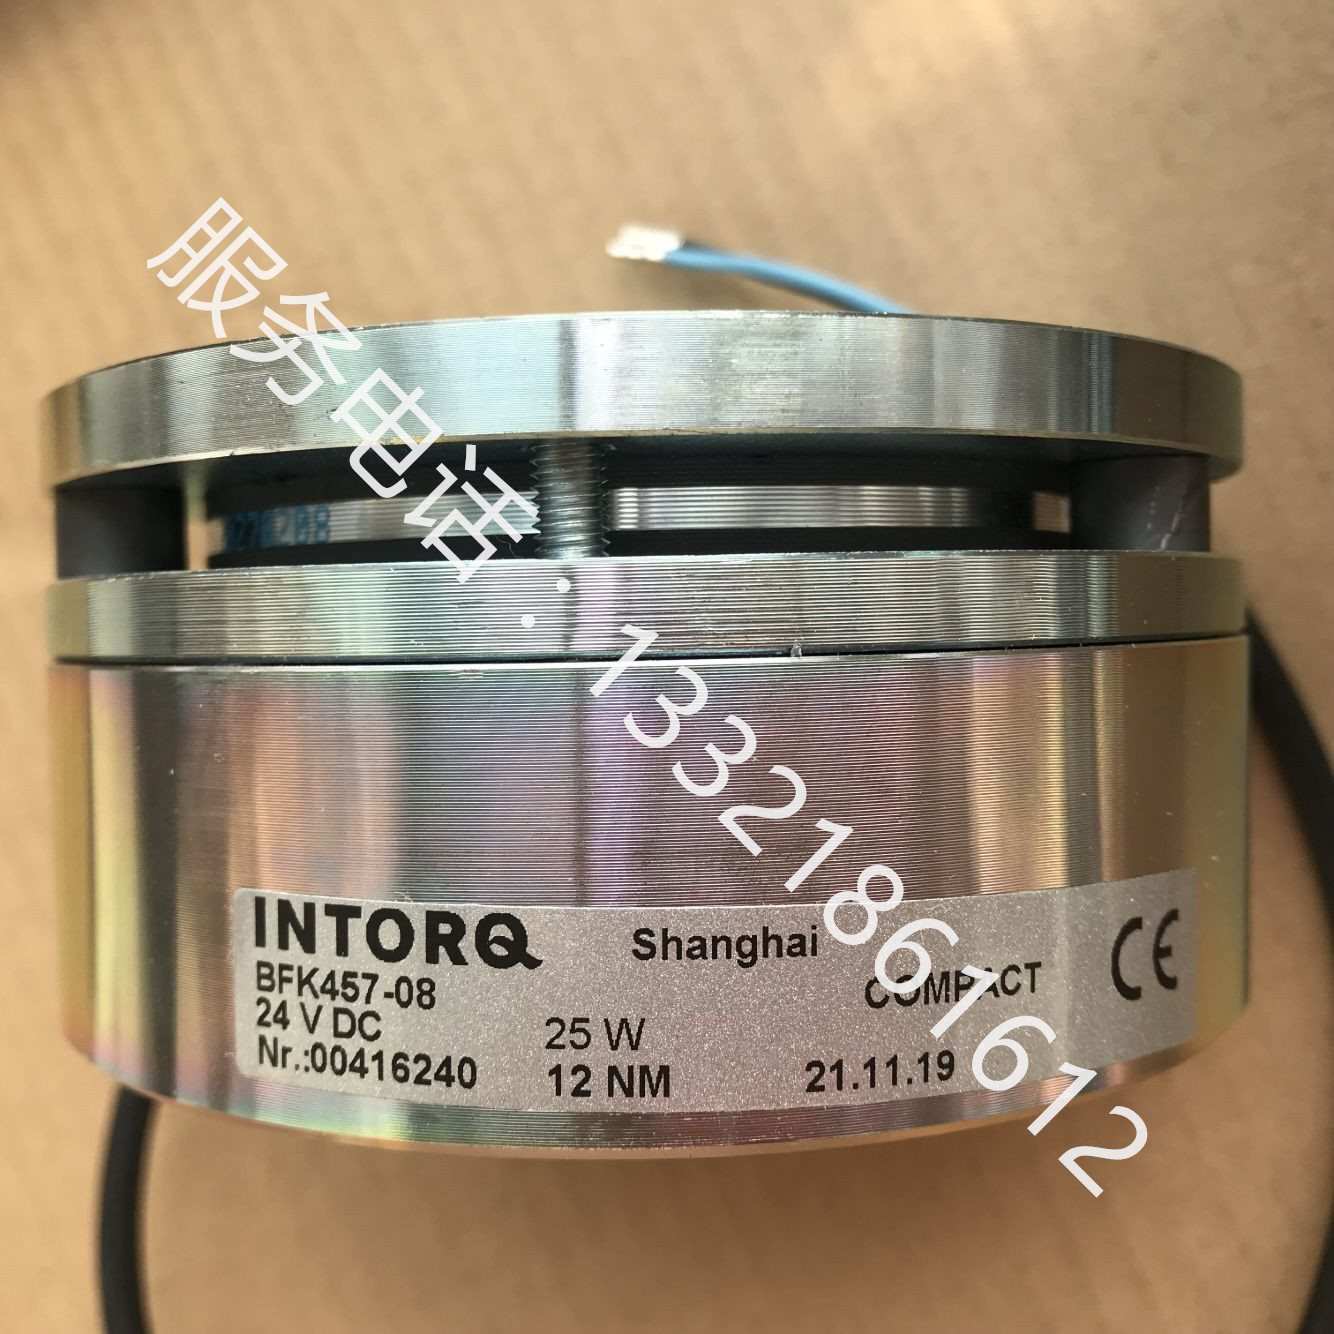 服务电话:13321861612
INTORQ Shanghai
BFK457-08 COMPACT CE
24 V DC 25 W
Nr.:00416240 12 NM 21.11.19